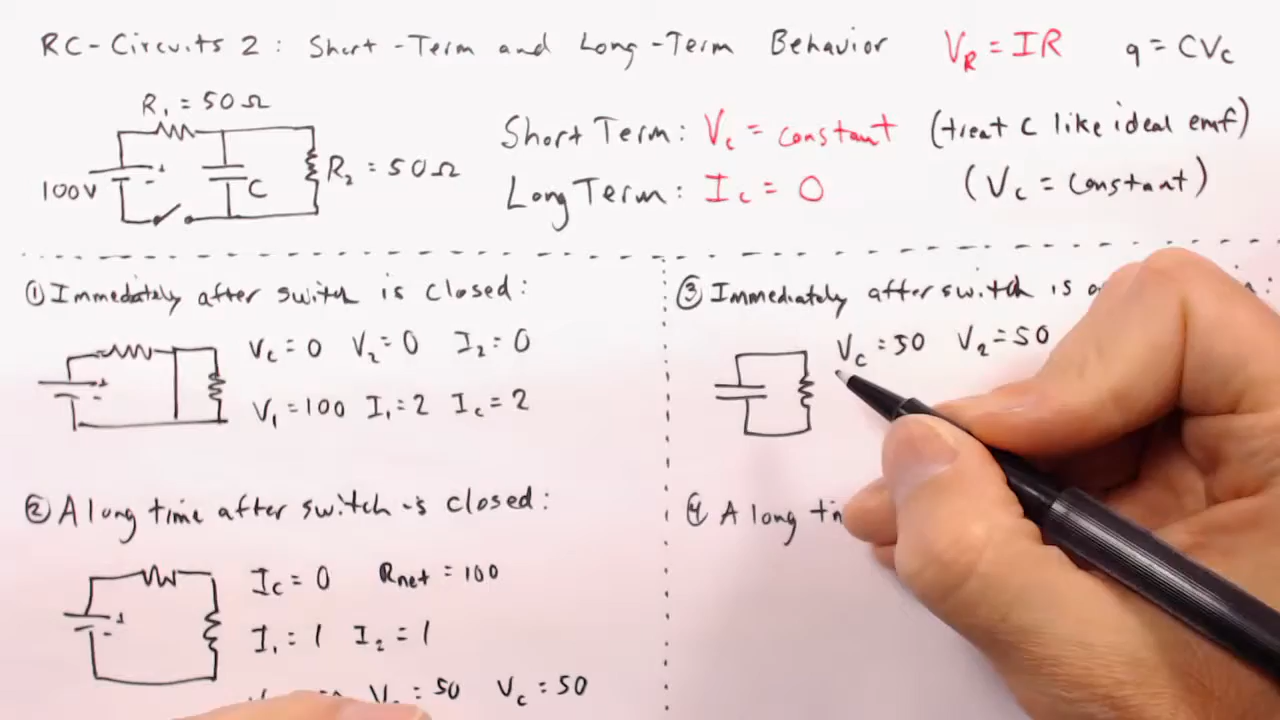 RC-Circuits 2: Short-Term and Long-Term Behavior V_R = IR q = CV_C
R_1 = 50Ω
Short Term: V_C = constant (treat C like ideal emf)
100V + - C R_2 = 50Ω
Long Term: I_C = 0 (V_C = constant)
① Immediately after switch is closed:
V_C = 0 V_2 = 0 I_2 = 0
+ -
V_1 = 100 I_1 = 2 I_C = 2
② A long time after switch is closed:
I_C = 0 R_net = 100
+ -
I_1 = 1 I_2 = 1
= 50 V_C = 50
③ Immediately after switch is :
V_C = 50 V_2 = 50
④ A long